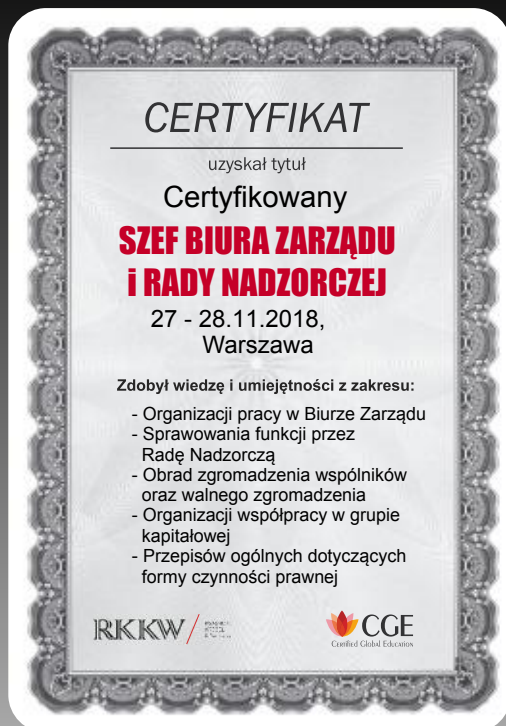 CERTYFIKAT
uzyskał tytuł
Certyfikowany
SZEF BIURA ZARZĄDU
i RADY NADZORCZEJ
27 - 28.11.2018,
Warszawa
Zdobył wiedzę i umiejętności z zakresu:
- Organizacji pracy w Biurze Zarządu
- Sprawowania funkcji przez
Radę Nadzorczą
- Obrad zgromadzenia wspólników
oraz walnego zgromadzenia
- Organizacji współpracy w grupie
kapitałowej
- Przepisów ogólnych dotyczących
formy czynności prawnej
RKKW
CGE
Certified Global Education